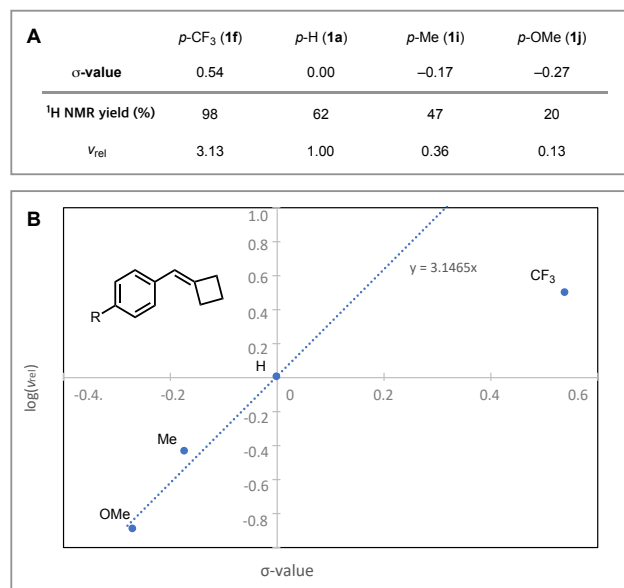 A
p-CF₃ (1f) p-H (1a) p-Me (1i) p-OMe (1j)
σ-value 0.54 0.00 –0.17 –0.27
¹H NMR yield (%) 98 62 47 20
νrel 3.13 1.00 0.36 0.13
B
1.0
0.8
y = 3.1465x
CF₃
0.6
0.4
R
0.2
H
log(νrel)
-0.4. -0.2 0 0.2 0.4 0.6
-0.2
Me
-0.4
-0.6
OMe
-0.8
σ-value